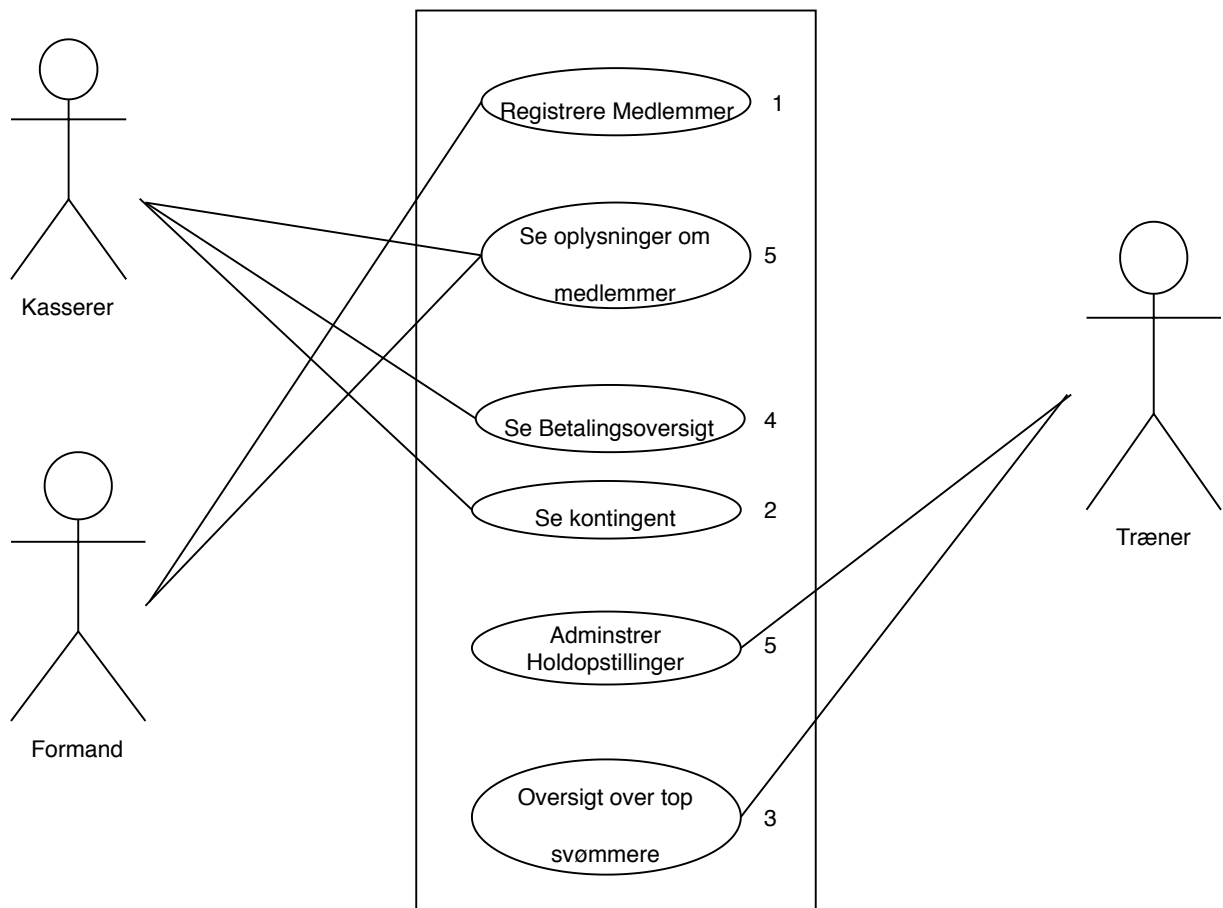 Registrere Medlemmer
1
Se oplysninger om
medlemmer
5
Kasserer
Se Betalingsoversigt
4
Se kontingent
2
Træner
Adminstrer
Holdopstillinger
5
Formand
Oversigt over top
svømmere
3